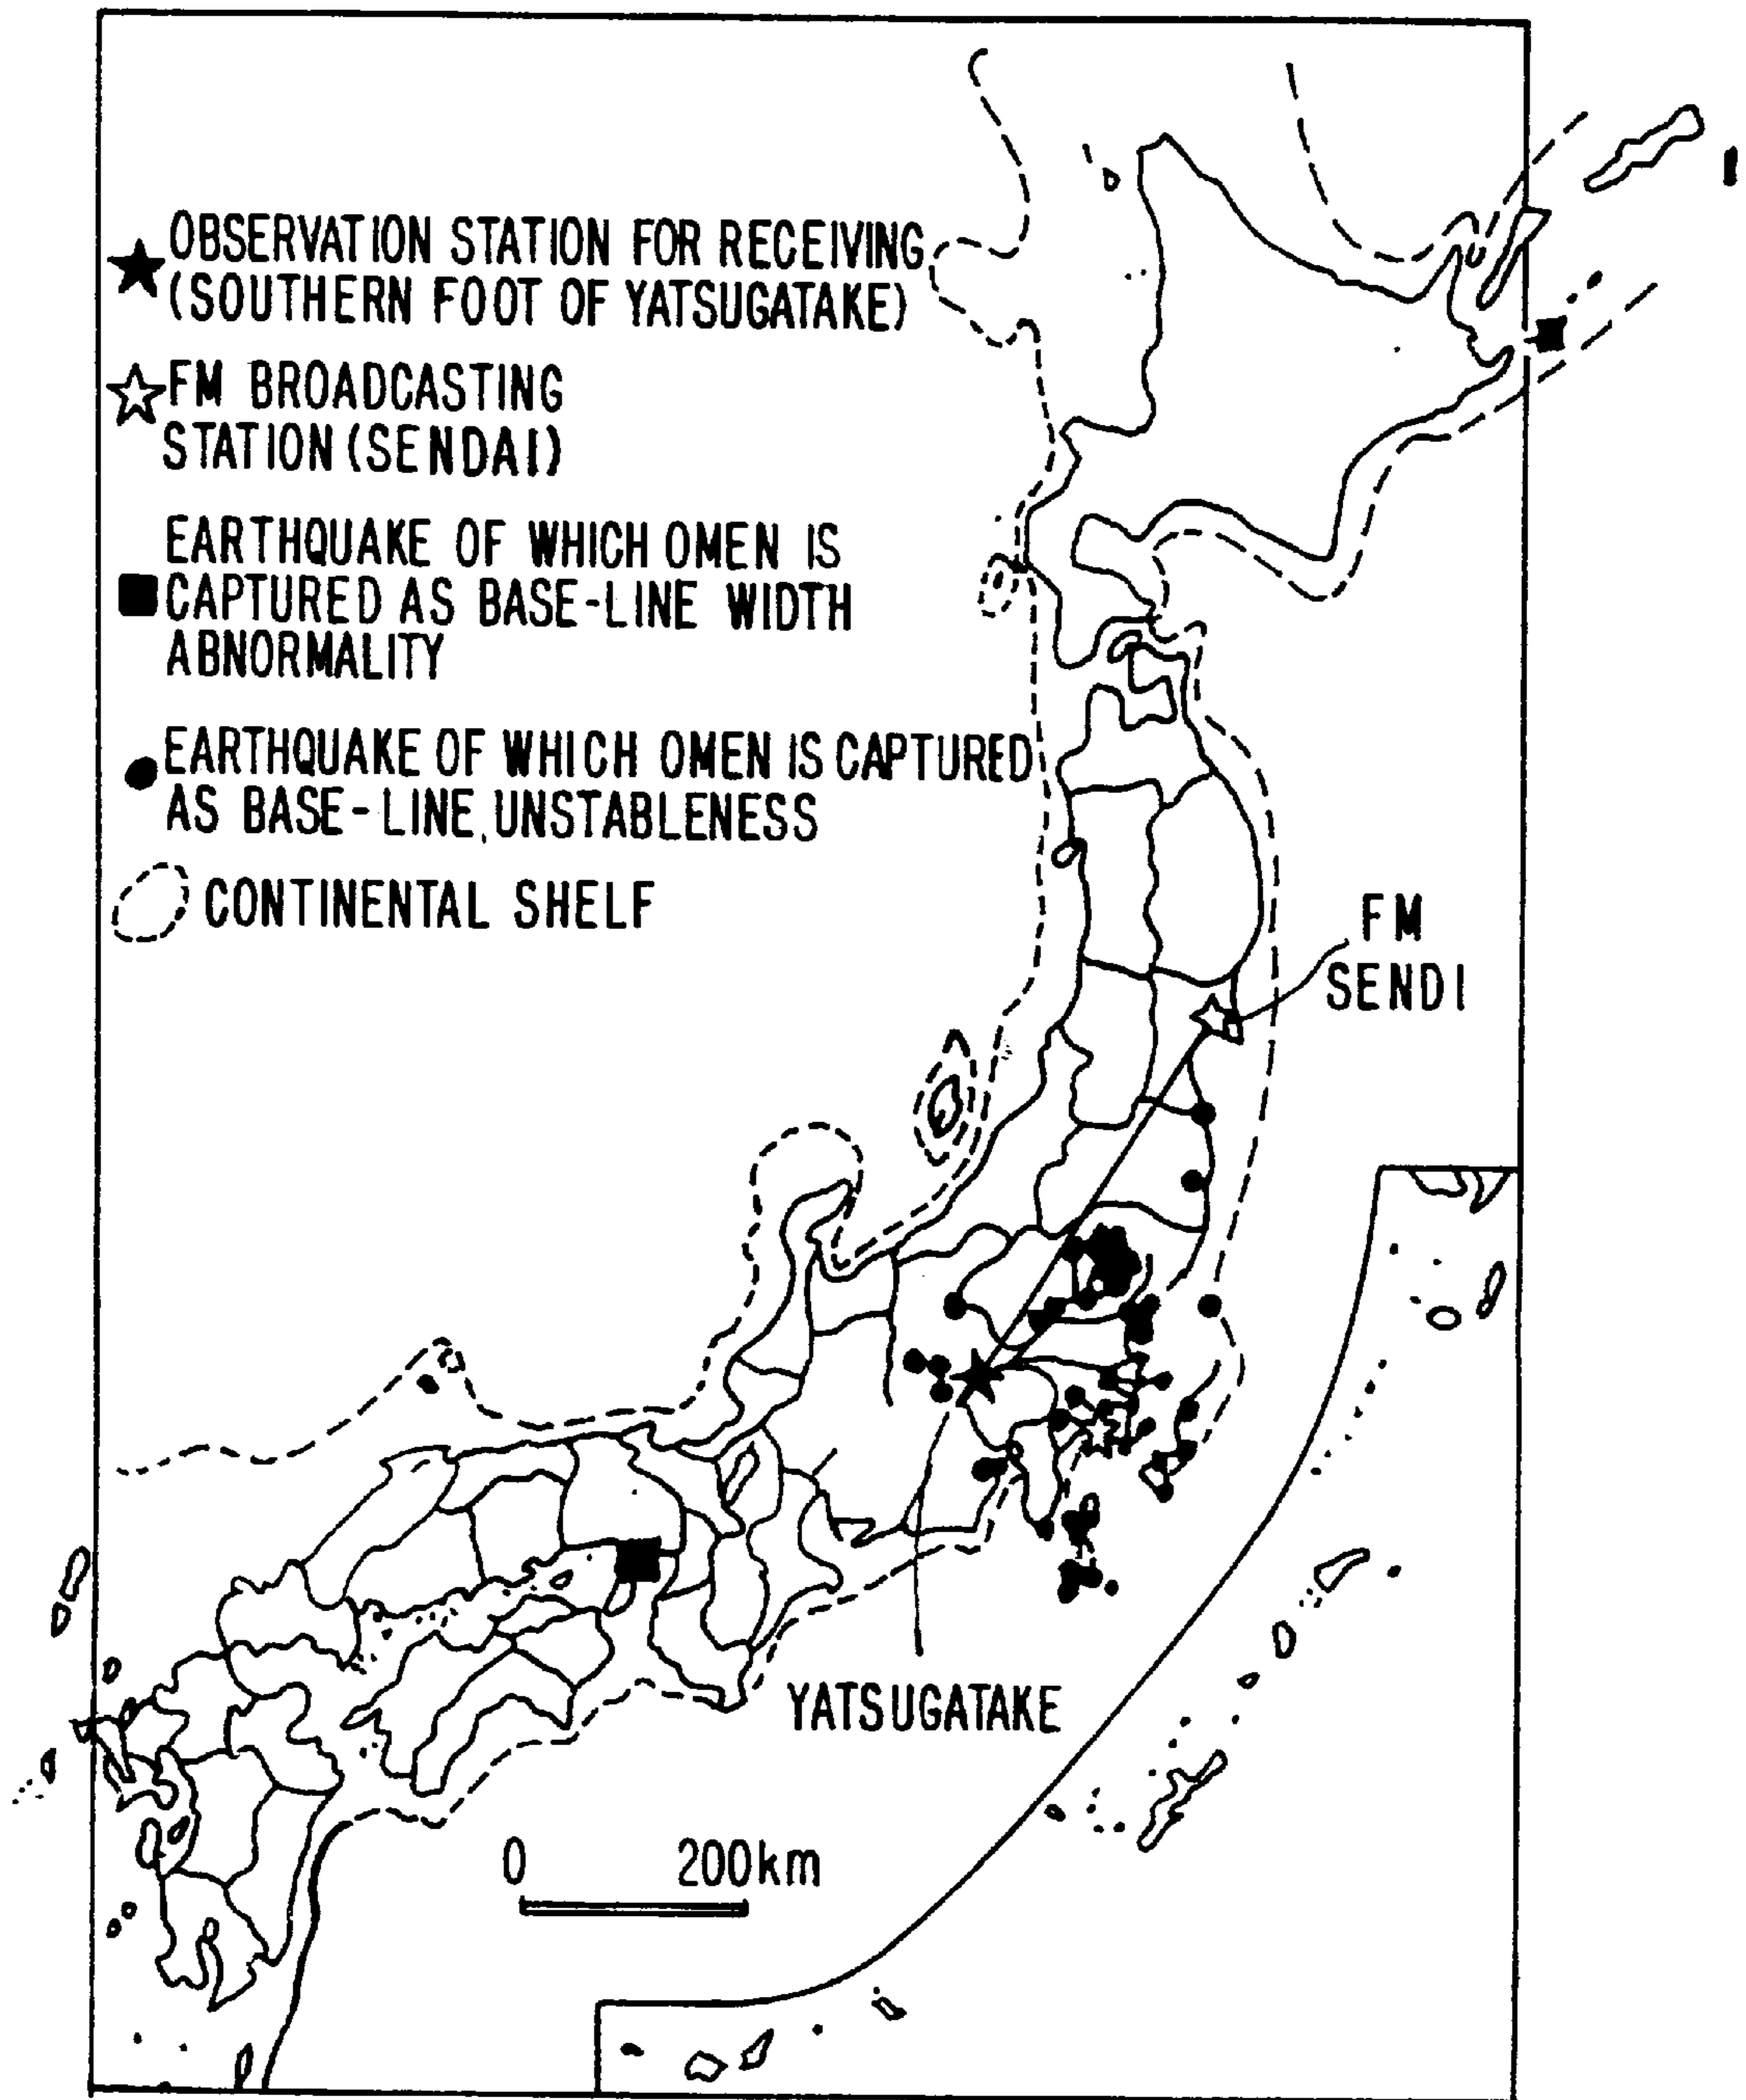 OBSERVATION STATION FOR RECEIVING
(SOUTHERN FOOT OF YATSUGATAKE)
FM BROADCASTING
STATION (SENDAI)
EARTHQUAKE OF WHICH OMEN IS
CAPTURED AS BASE-LINE WIDTH
ABNORMALITY
EARTHQUAKE OF WHICH OMEN IS CAPTURED
AS BASE-LINE UNSTABLENESS
CONTINENTAL SHELF
FM
SENDI
YATSUGATAKE
0 200km